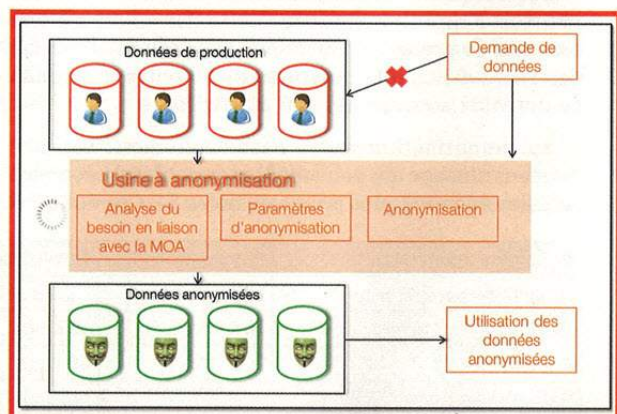 Données de production
Demande de
données
Usine à anonymisation
Analyse du
besoin en liaison
avec la MOA
Paramètres
d'anonymisation
Anonymisation
Données anonymisées
Utilisation des
données
anonymisées